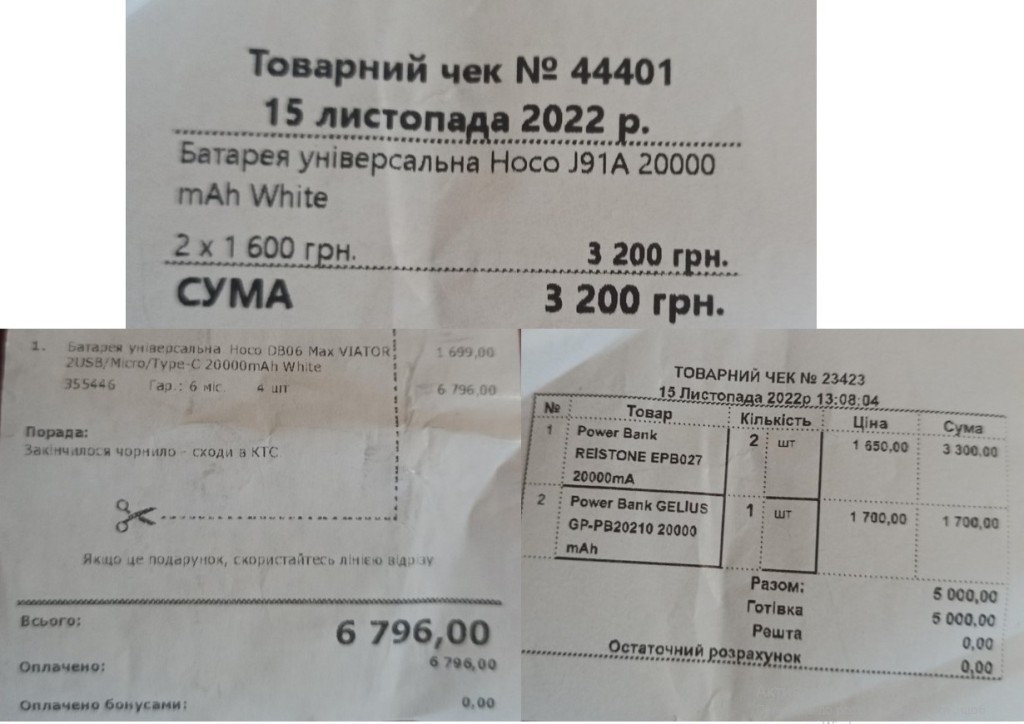 Товарний чек № 44401
15 листопада 2022 р.
Батарея універсальна Hoco J91A 20000
mAh White
2 x 1 600 грн. 3 200 грн.
СУМА 3 200 грн.
1. Батарея універсальна Hoco DB06 Max VIATOR 1 699,00
2USB/Micro/Type-C 20000mAh White
355446 Гар.: 6 міс. 4 шт 6 796,00
Порада:
Закінчилося чорнило - сходи в КТС
Якщо це подарунок, скористайтесь лінією відрізу
Всього: 6 796,00
Оплачено: 6 796,00
Оплачено бонусами: 0,00
ТОВАРНИЙ ЧЕК № 23423
15 Листопада 2022р 13:08:04
№ Товар Кількість Ціна Сума
1 Power Bank 2 шт 1 650,00 3 300,00
REISTONE EPB027
20000mA
2 Power Bank GELIUS 1 шт 1 700,00 1 700,00
GP-PB20210 20000
mAh
Разом: 5 000,00
Готівка 5 000,00
Решта 0,00
Остаточний розрахунок 0,00